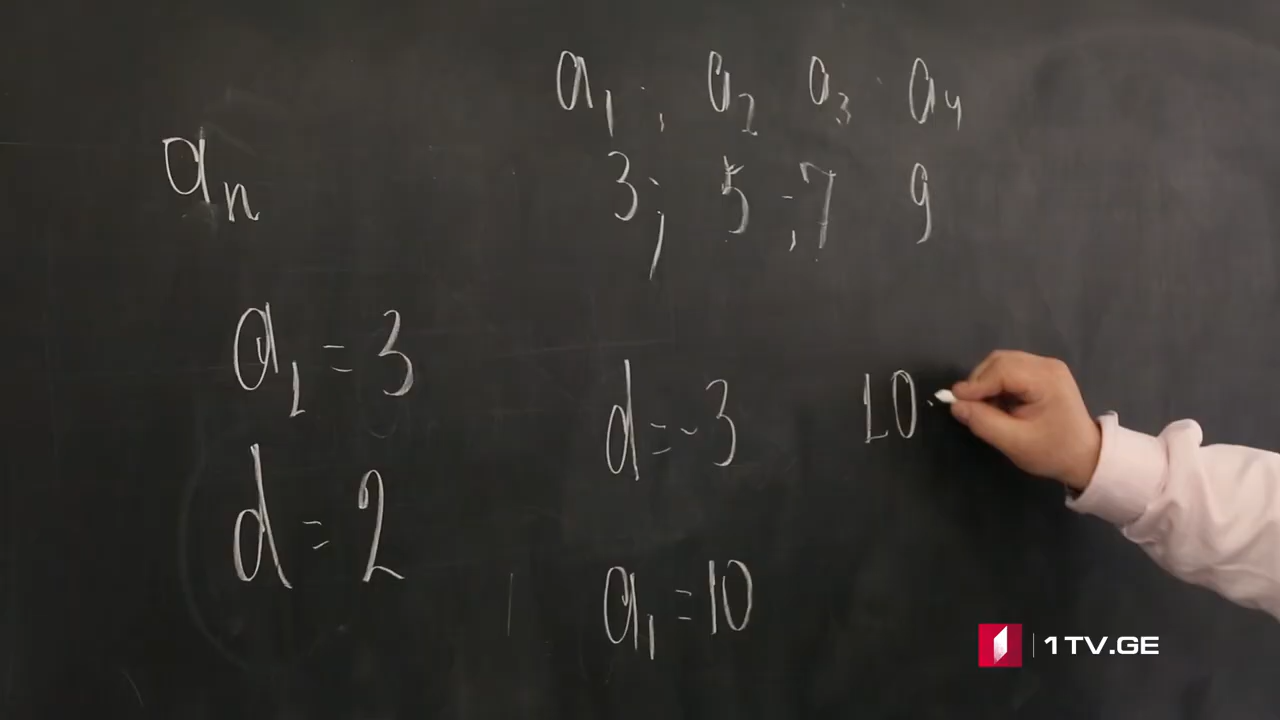 a₁ ; a₂ a₃ a₄
aₙ
3; 5 ; 7 9
a₁ = 3
d = -3
10
d = 2
a₁ = 10
1TV.GE